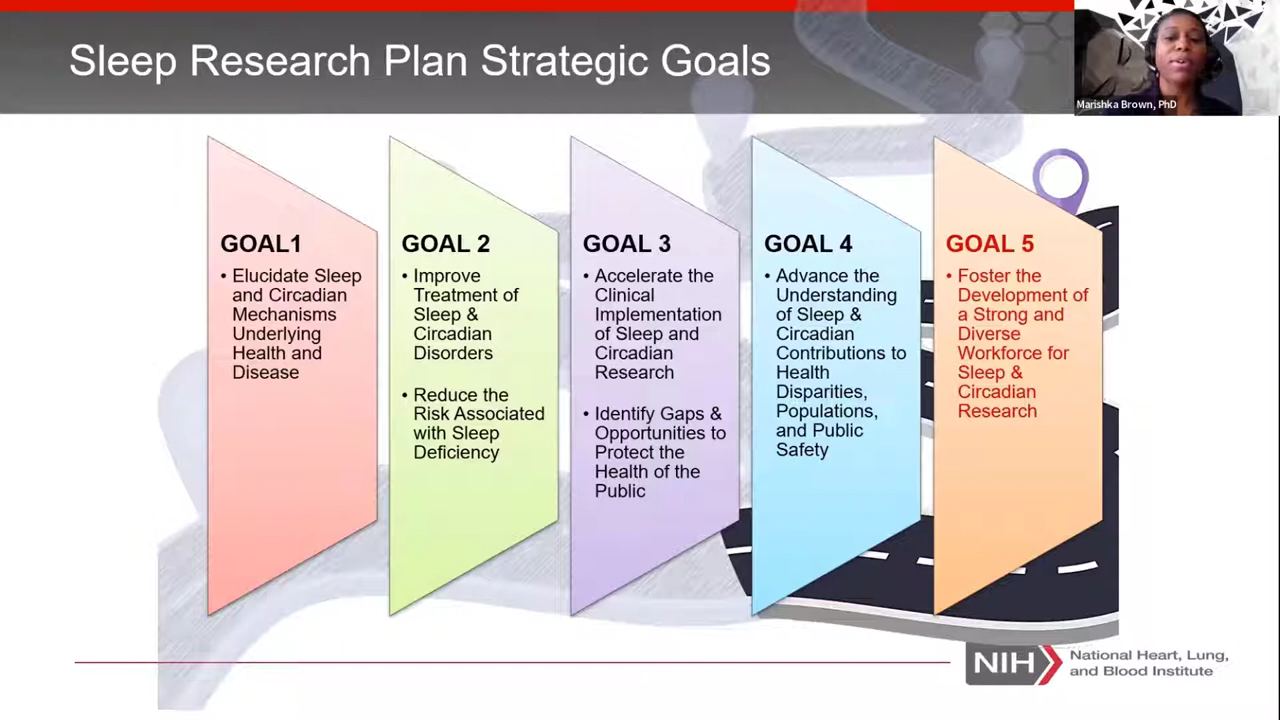 Sleep Research Plan Strategic Goals
Marishka Brown, PhD
GOAL1
• Elucidate Sleep
and Circadian
Mechanisms
Underlying
Health and
Disease
GOAL 2
• Improve
Treatment of
Sleep &
Circadian
Disorders
• Reduce the
Risk Associated
with Sleep
Deficiency
GOAL 3
• Accelerate the
Clinical
Implementation
of Sleep and
Circadian
Research
• Identify Gaps &
Opportunities to
Protect the
Health of the
Public
GOAL 4
• Advance the
Understanding
of Sleep &
Circadian
Contributions to
Health
Disparities,
Populations,
and Public
Safety
GOAL 5
• Foster the
Development of
a Strong and
Diverse
Workforce for
Sleep &
Circadian
Research
NIH
National Heart, Lung,
and Blood Institute